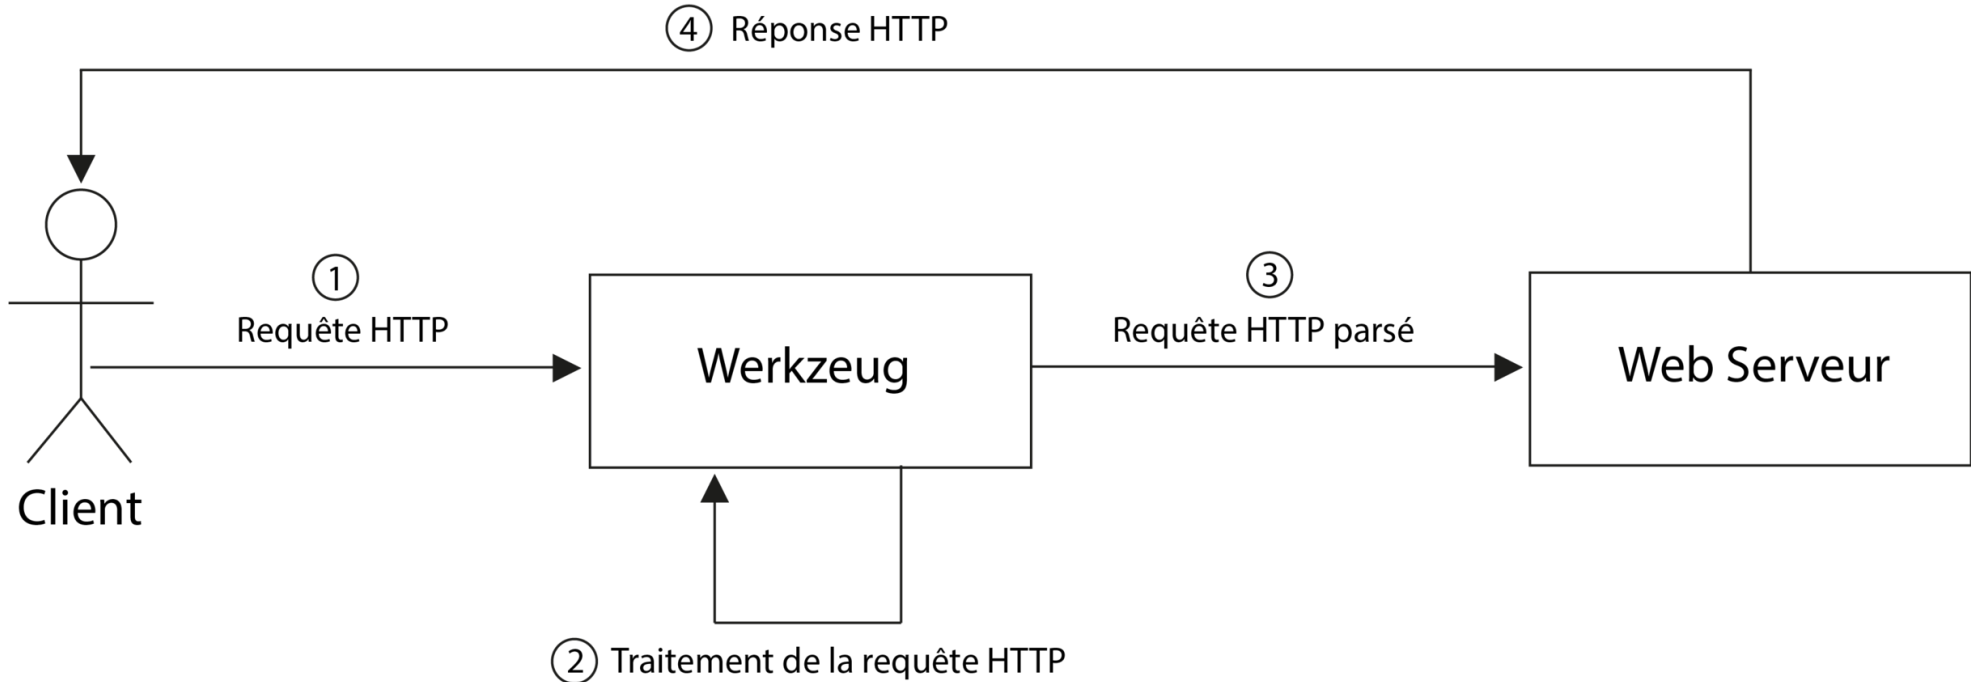 ④ Réponse HTTP
① 
Requête HTTP
③
Requête HTTP parsé
Werkzeug
Web Serveur
Client
② Traitement de la requête HTTP